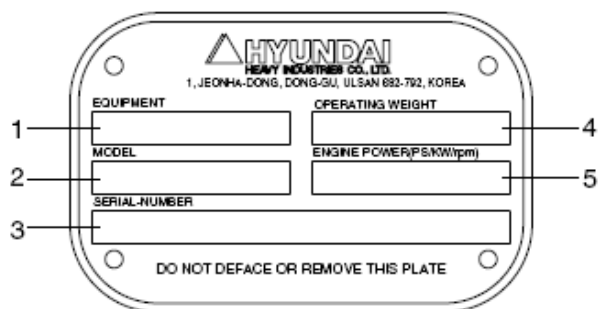 HYUNDAI
HEAVY INDUSTRIES CO., LTD.
1, JEONHA-DONG, DONG-GU, ULSAN 682-792, KOREA
EQUIPMENT OPERATING WEIGHT
1 4
MODEL ENGINE POWER(PS/KW/rpm)
2 5
SERIAL-NUMBER
3
DO NOT DEFACE OR REMOVE THIS PLATE